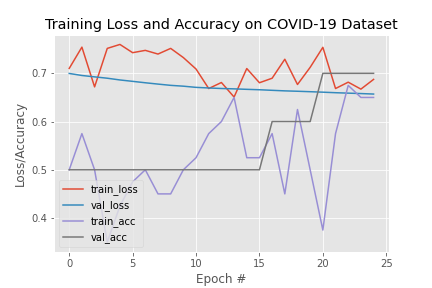 Training Loss and Accuracy on COVID-19 Dataset
Loss/Accuracy
0.7
0.6
0.5
0.4
train_loss
val_loss
train_acc
val_acc
0 5 10 15 20 25
Epoch #